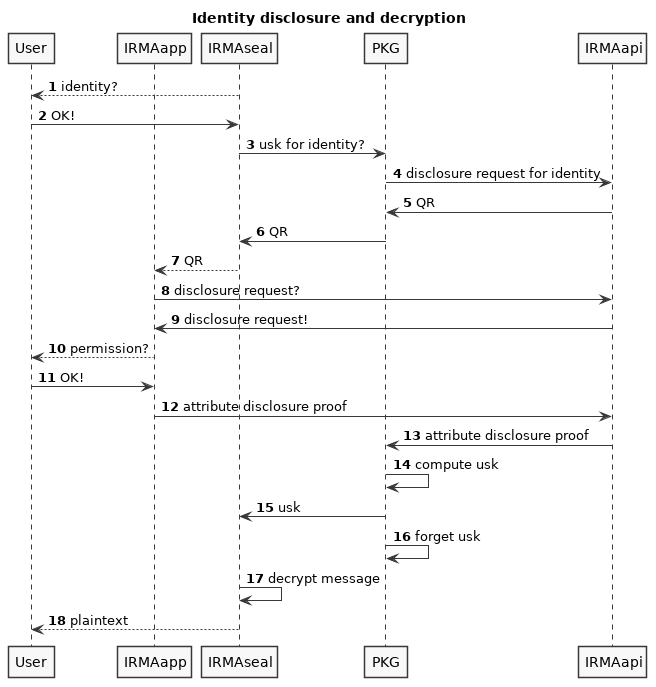 Identity disclosure and decryption
User IRMAapp IRMAseal PKG IRMAapi
1 identity?
2 OK!
3 usk for identity?
4 disclosure request for identity
5 QR
6 QR
7 QR
8 disclosure request?
9 disclosure request!
10 permission?
11 OK!
12 attribute disclosure proof
13 attribute disclosure proof
14 compute usk
15 usk
16 forget usk
17 decrypt message
18 plaintext
User IRMAapp IRMAseal PKG IRMAapi